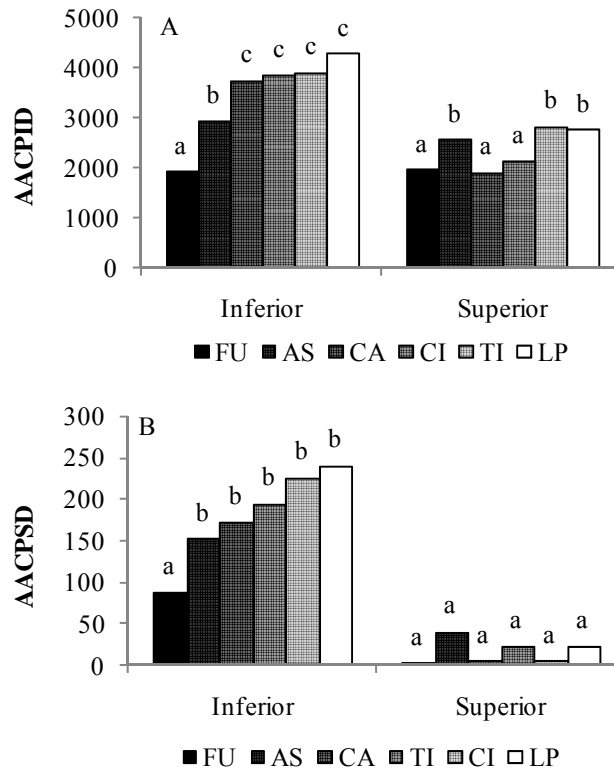 A
5000
4000
3000
2000
1000
0
AACPID
a b c c c c
a b a a b b
Inferior Superior
FU AS CA CI TI LP
B
300
250
200
150
100
50
0
AACPSD
a b b b b b
a a a a a a
Inferior Superior
FU AS CA TI CI LP